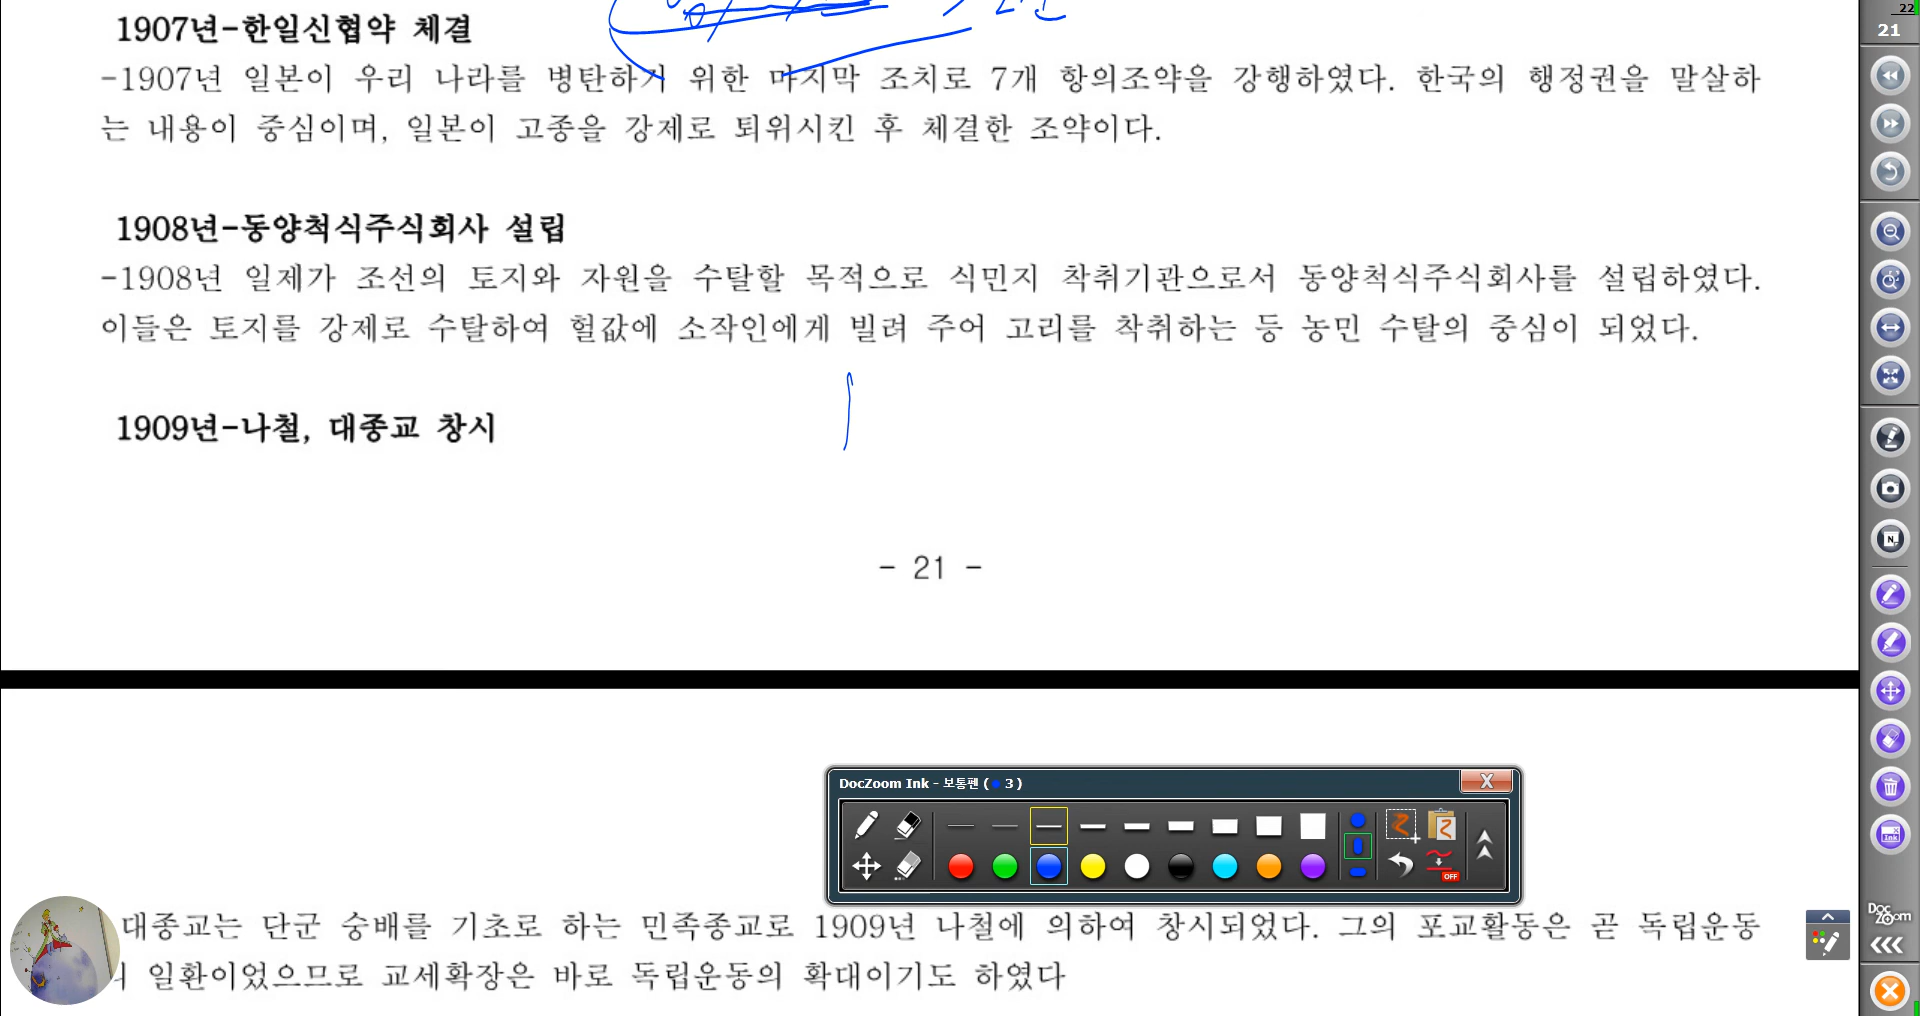 22
21
1907년-한일신협약 체결
-1907년 일본이 우리 나라를 병탄하기 위한 마지막 조치로 7개 항의조약을 강행하였다. 한국의 행정권을 말살하
는 내용이 중심이며, 일본이 고종을 강제로 퇴위시킨 후 체결한 조약이다.
1908년-동양척식주식회사 설립
-1908년 일제가 조선의 토지와 자원을 수탈할 목적으로 식민지 착취기관으로서 동양척식주식회사를 설립하였다.
이들은 토지를 강제로 수탈하여 헐값에 소작인에게 빌려 주어 고리를 착취하는 등 농민 수탈의 중심이 되었다.
1909년-나철, 대종교 창시
- 21 -
DocZoom Ink - 보통펜 ( 3 )
OFF
대종교는 단군 숭배를 기초로 하는 민족종교로 1909년 나철에 의하여 창시되었다. 그의 포교활동은 곧 독립운동
일환이었으므로 교세확장은 바로 독립운동의 확대이기도 하였다
N
Ink
Doc
Zoom